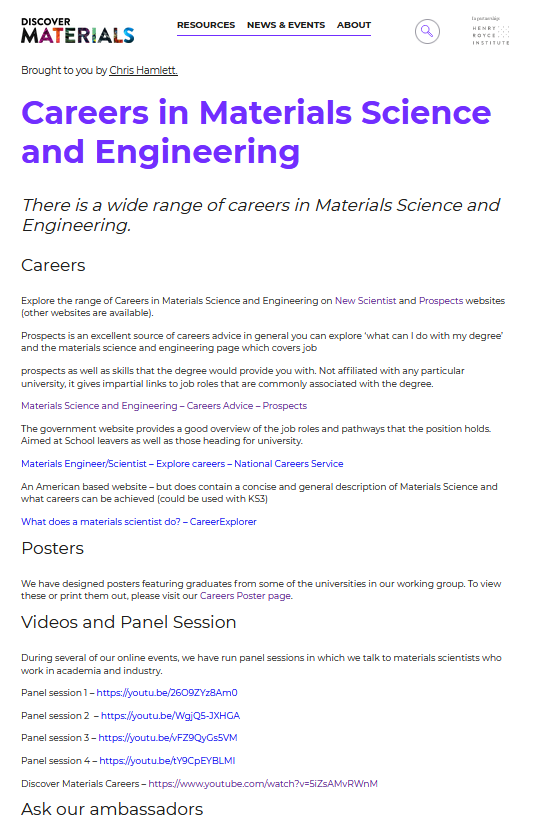 DISCOVER
MATERIALS
RESOURCES NEWS & EVENTS ABOUT
In partnership
HENRY
ROYCE
INSTITUTE
Brought to you by Chris Hamlett.
Careers in Materials Science
and Engineering
There is a wide range of careers in Materials Science and
Engineering.
Careers
Explore the range of Careers in Materials Science and Engineering on New Scientist and Prospects websites
(other websites are available).
Prospects is an excellent source of careers advice in general you can explore ‘what can I do with my degree’
and the materials science and engineering page which covers job
prospects as well as skills that the degree would provide you with. Not affiliated with any particular
university, it gives impartial links to job roles that are commonly associated with the degree.
Materials Science and Engineering – Careers Advice – Prospects
The government website provides a good overview of the job roles and pathways that the position holds.
Aimed at School leavers as well as those heading for university.
Materials Engineer/Scientist – Explore careers – National Careers Service
An American based website – but does contain a concise and general description of Materials Science and
what careers can be achieved (could be used with KS3)
What does a materials scientist do? – CareerExplorer
Posters
We have designed posters featuring graduates from some of the universities in our working group. To view
these or print them out, please visit our Careers Poster page.
Videos and Panel Session
During several of our online events, we have run panel sessions in which we talk to materials scientists who
work in academia and industry.
Panel session 1 – https://youtu.be/26O9ZYz8Am0
Panel session 2 – https://youtu.be/WgjQ5-JXHGA
Panel session 3 – https://youtu.be/vFZ9QyGs5VM
Panel session 4 – https://youtu.be/tY9CpEYBLMI
Discover Materials Careers – https://www.youtube.com/watch?v=5iZsAMvRWnM
Ask our ambassadors